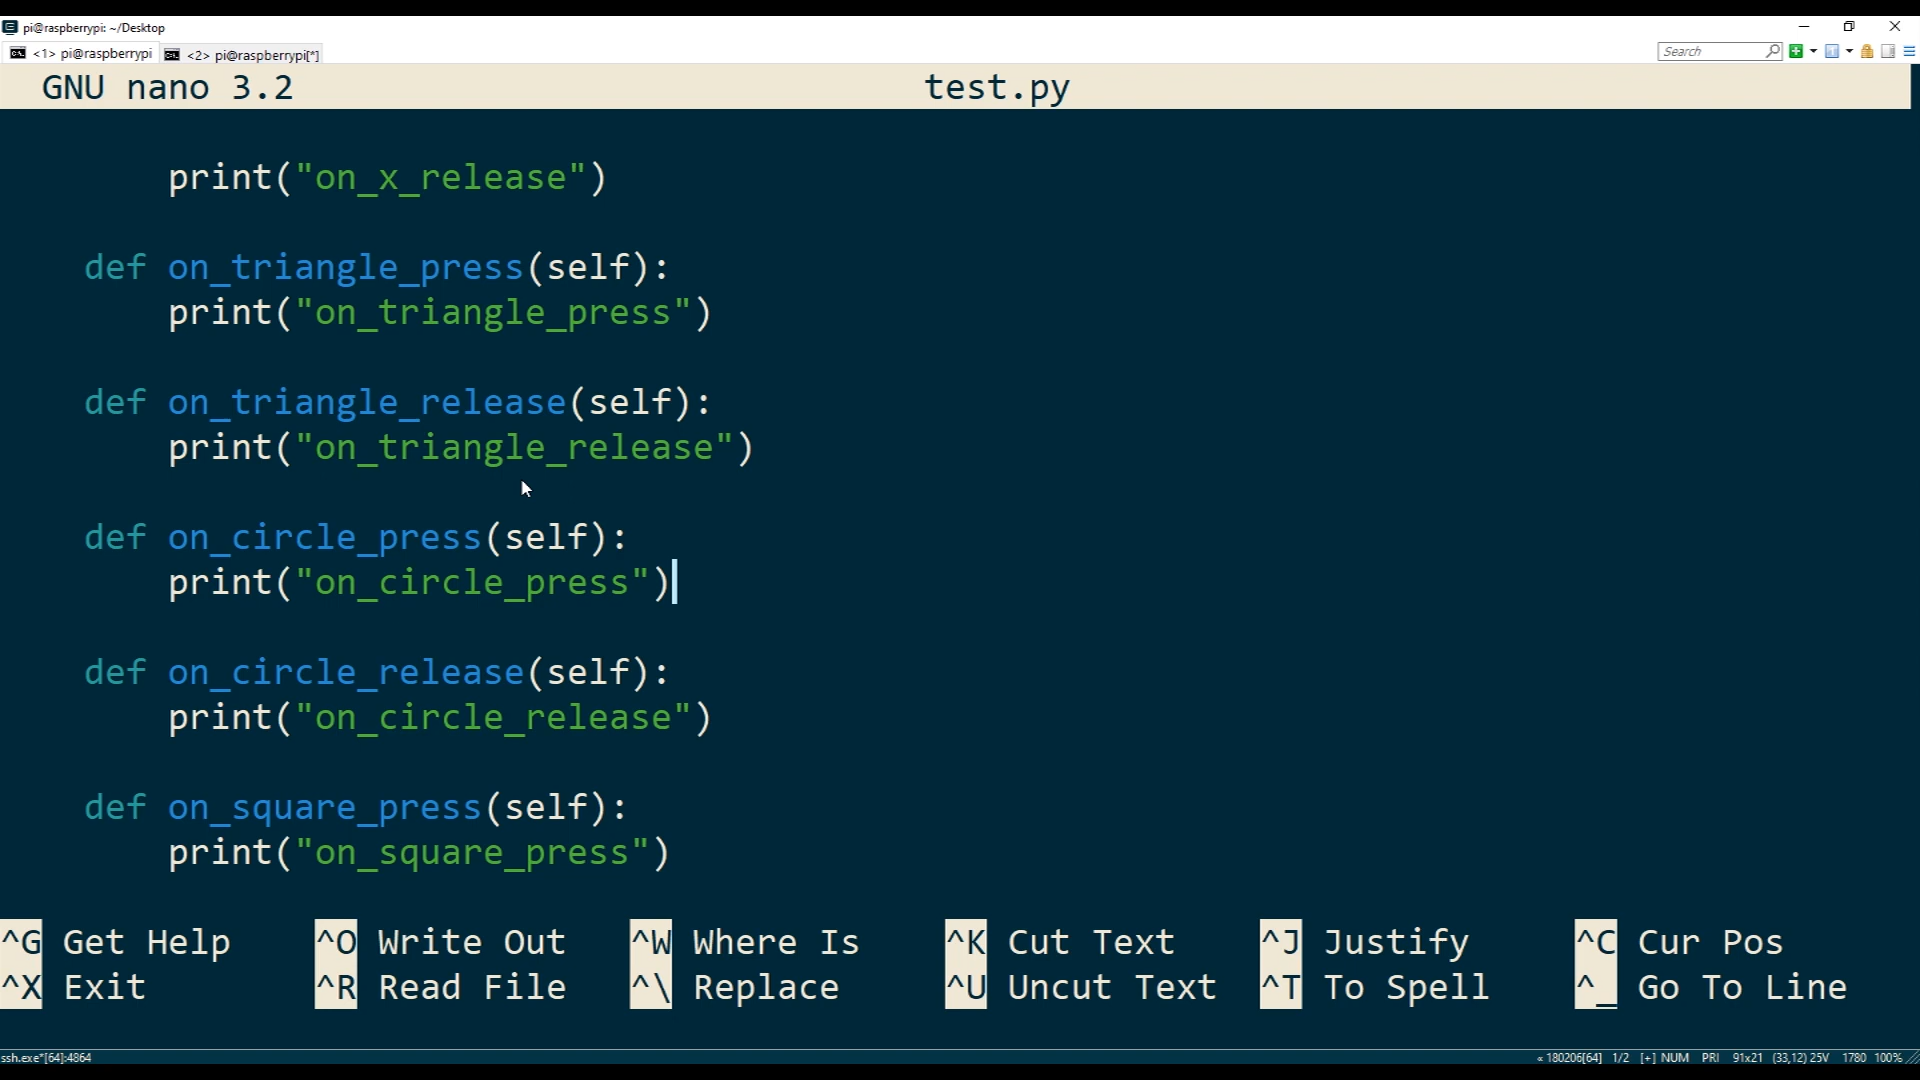 pi@raspberrypi: ~/Desktop
<1> pi@raspberrypi <2> pi@raspberrypi[*] Search
GNU nano 3.2 test.py
print("on_x_release")
def on_triangle_press(self):
print("on_triangle_press")
def on_triangle_release(self):
print("on_triangle_release")
def on_circle_press(self):
print("on_circle_press")
def on_circle_release(self):
print("on_circle_release")
def on_square_press(self):
print("on_square_press")
^G Get Help ^O Write Out ^W Where Is ^K Cut Text ^J Justify ^C Cur Pos
^X Exit ^R Read File ^\ Replace ^U Uncut Text ^T To Spell ^_ Go To Line
ssh.exe*[64]:4864 « 180206[64] 1/2 [+] NUM PRI 91x21 (33,12) 25V 1780 100%